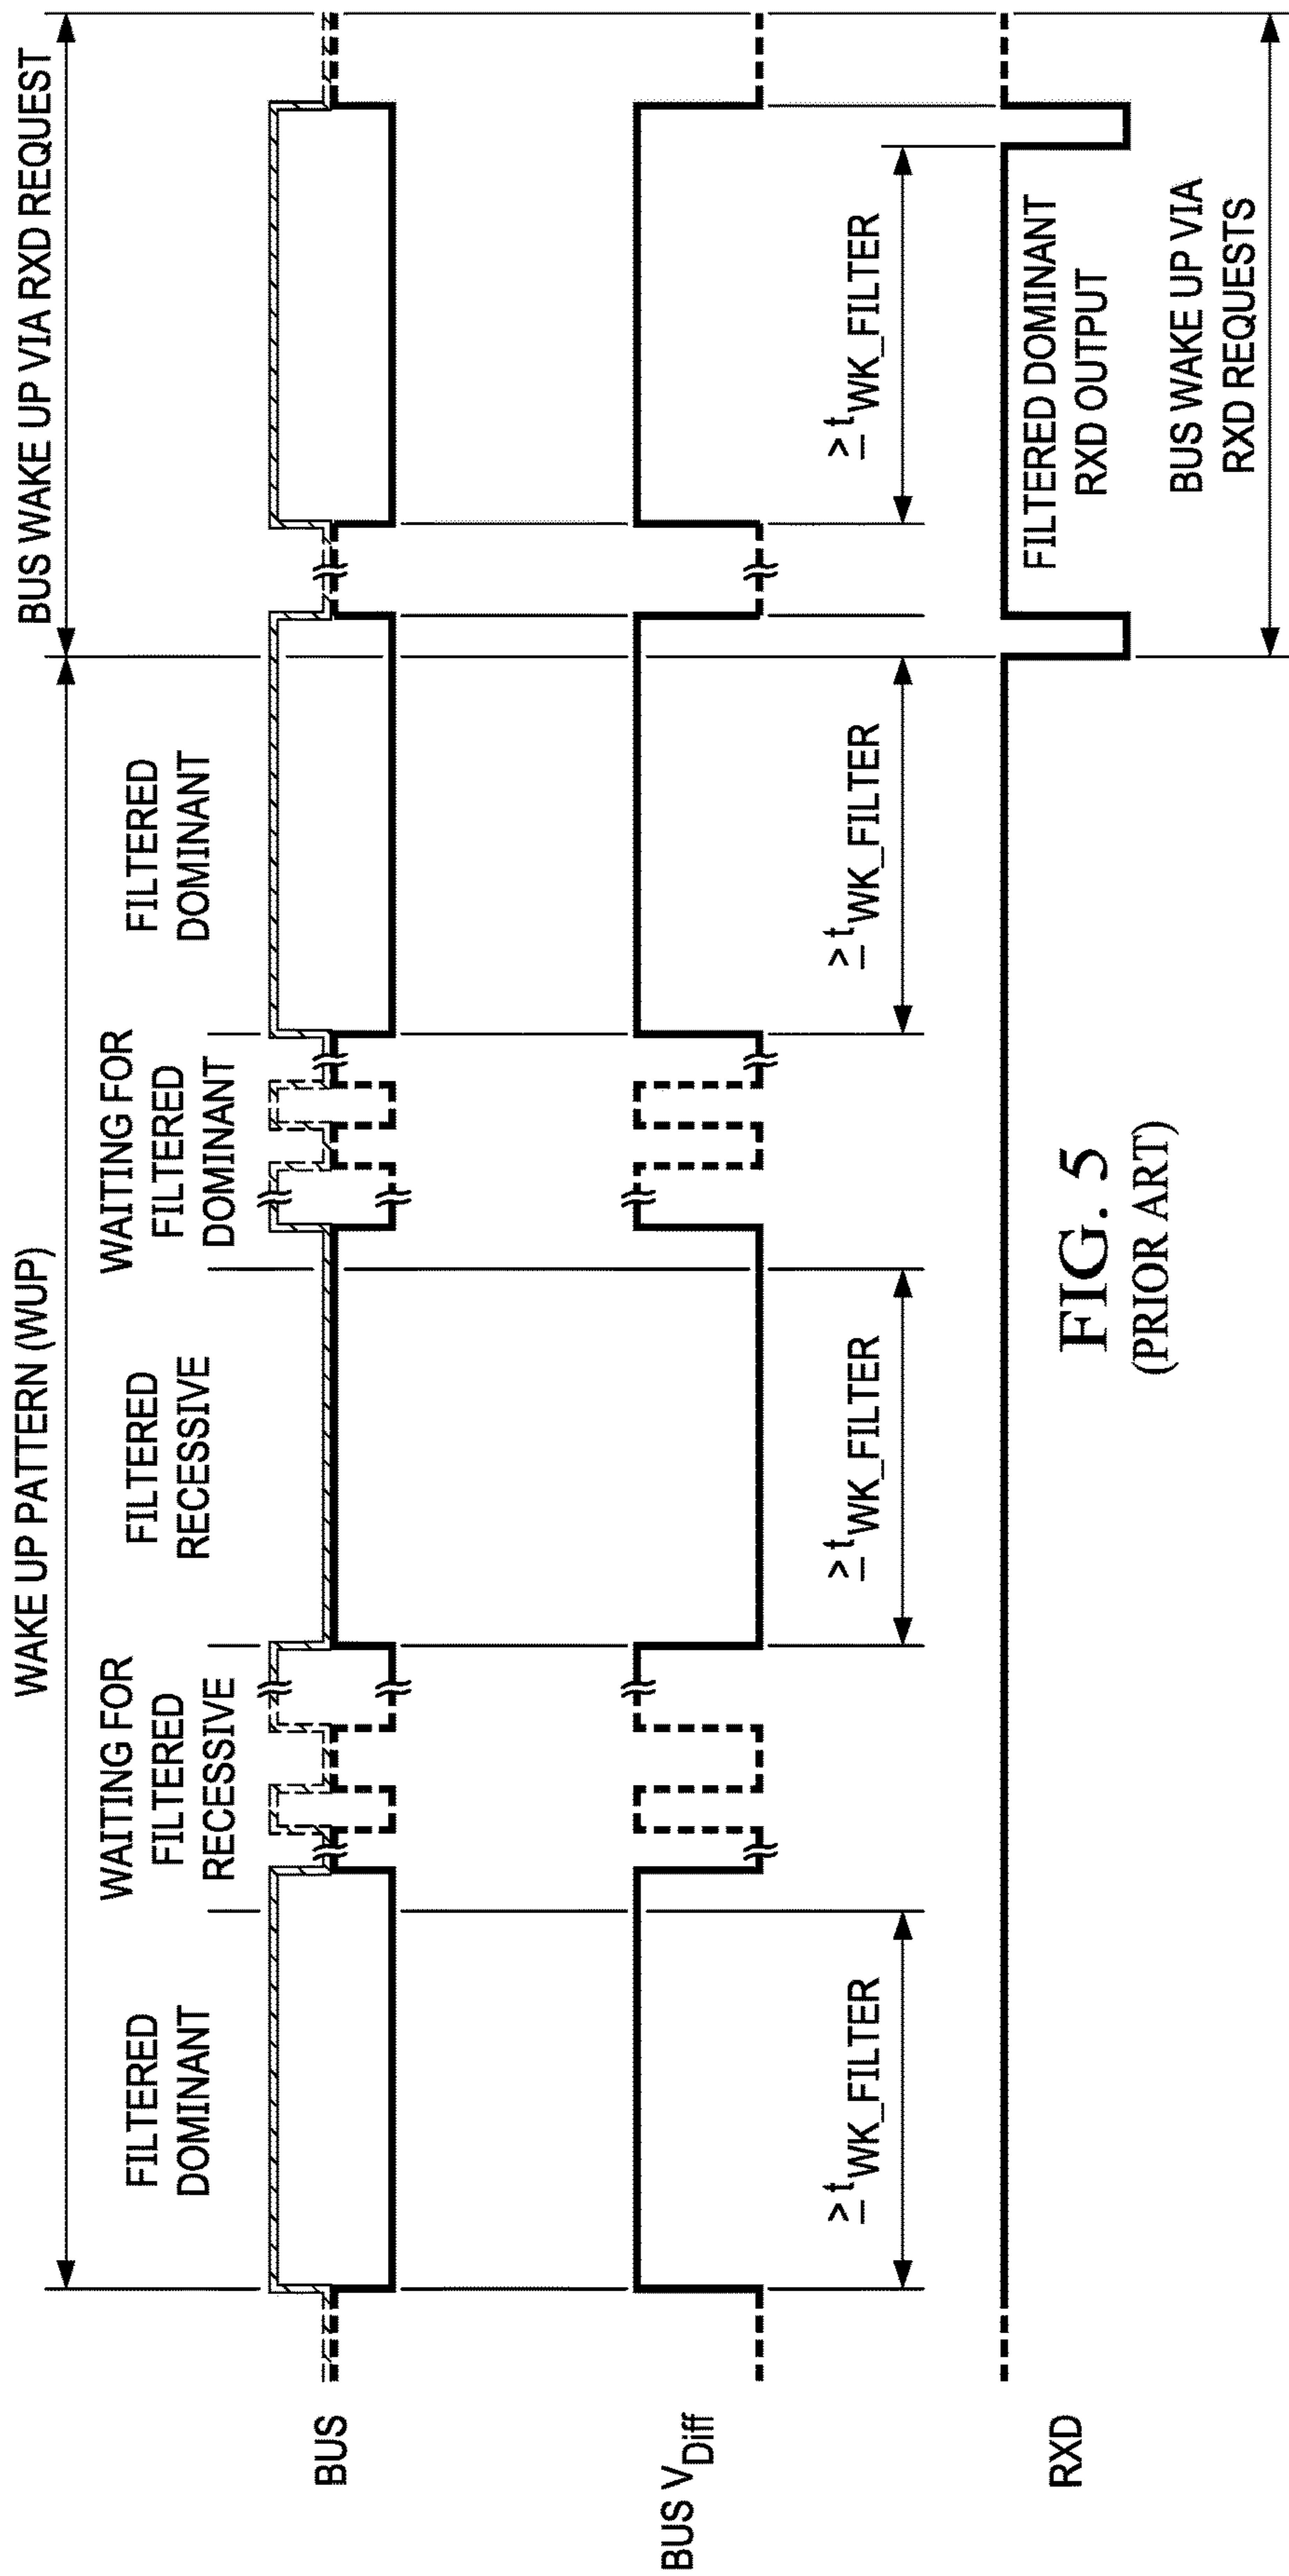 WAKE UP PATTERN (WUP)
BUS WAKE UP VIA RXD REQUEST
FILTERED
DOMINANT
WAITING FOR
FILTERED
RECESSIVE
FILTERED
RECESSIVE
WAITING FOR
FILTERED
DOMINANT
FILTERED
DOMINANT
BUS
BUS VDiff
≥ tWK_FILTER
≥ tWK_FILTER
≥ tWK_FILTER
≥ tWK_FILTER
RXD
FILTERED DOMINANT
RXD OUTPUT
BUS WAKE UP VIA
RXD REQUESTS
FIG. 5
(PRIOR ART)